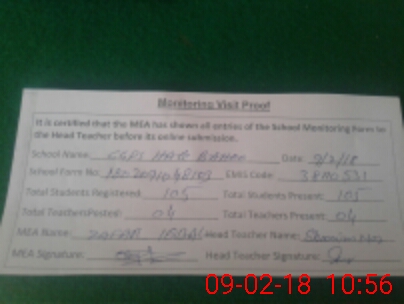 Monitoring Visit Proof
It is certified that the MEA has shown all entries of the School Monitoring Form to
the Head Teacher before its online submission.
School Name: GGPS Date: 9/2/18
School Form No: EMIS Code:
Total Students Registered: 105 Total Students Present: 105
Total Teachers Posted: 04 Total Teachers Present: 04
MEA Name: ZAFAR IQBAL Head Teacher Name:
MEA Signature: Head Teacher Signature:
09-02-18 10:56